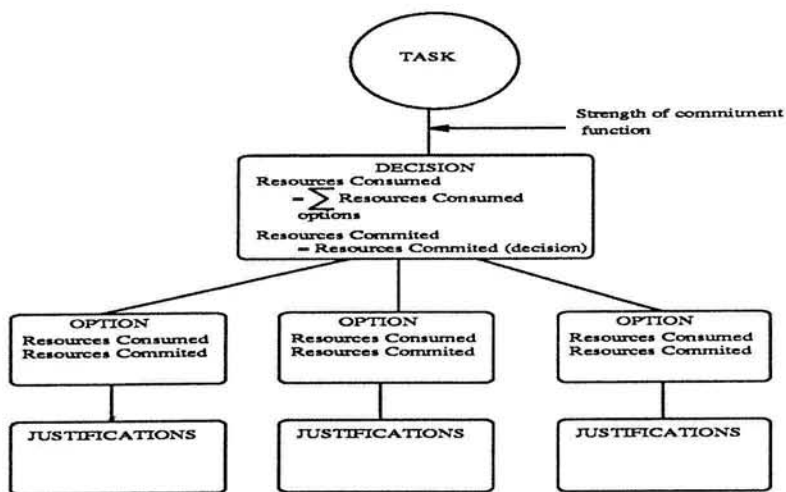 TASK
Strength of commitment
function
DECISION
Resources Consumed
= ∑ Resources Consumed
options
Resources Commited
= Resources Commited (decision)
OPTION
Resources Consumed
Resources Commited
OPTION
Resources Consumed
Resources Commited
OPTION
Resources Consumed
Resources Commited
JUSTIFICATIONS
JUSTIFICATIONS
JUSTIFICATIONS